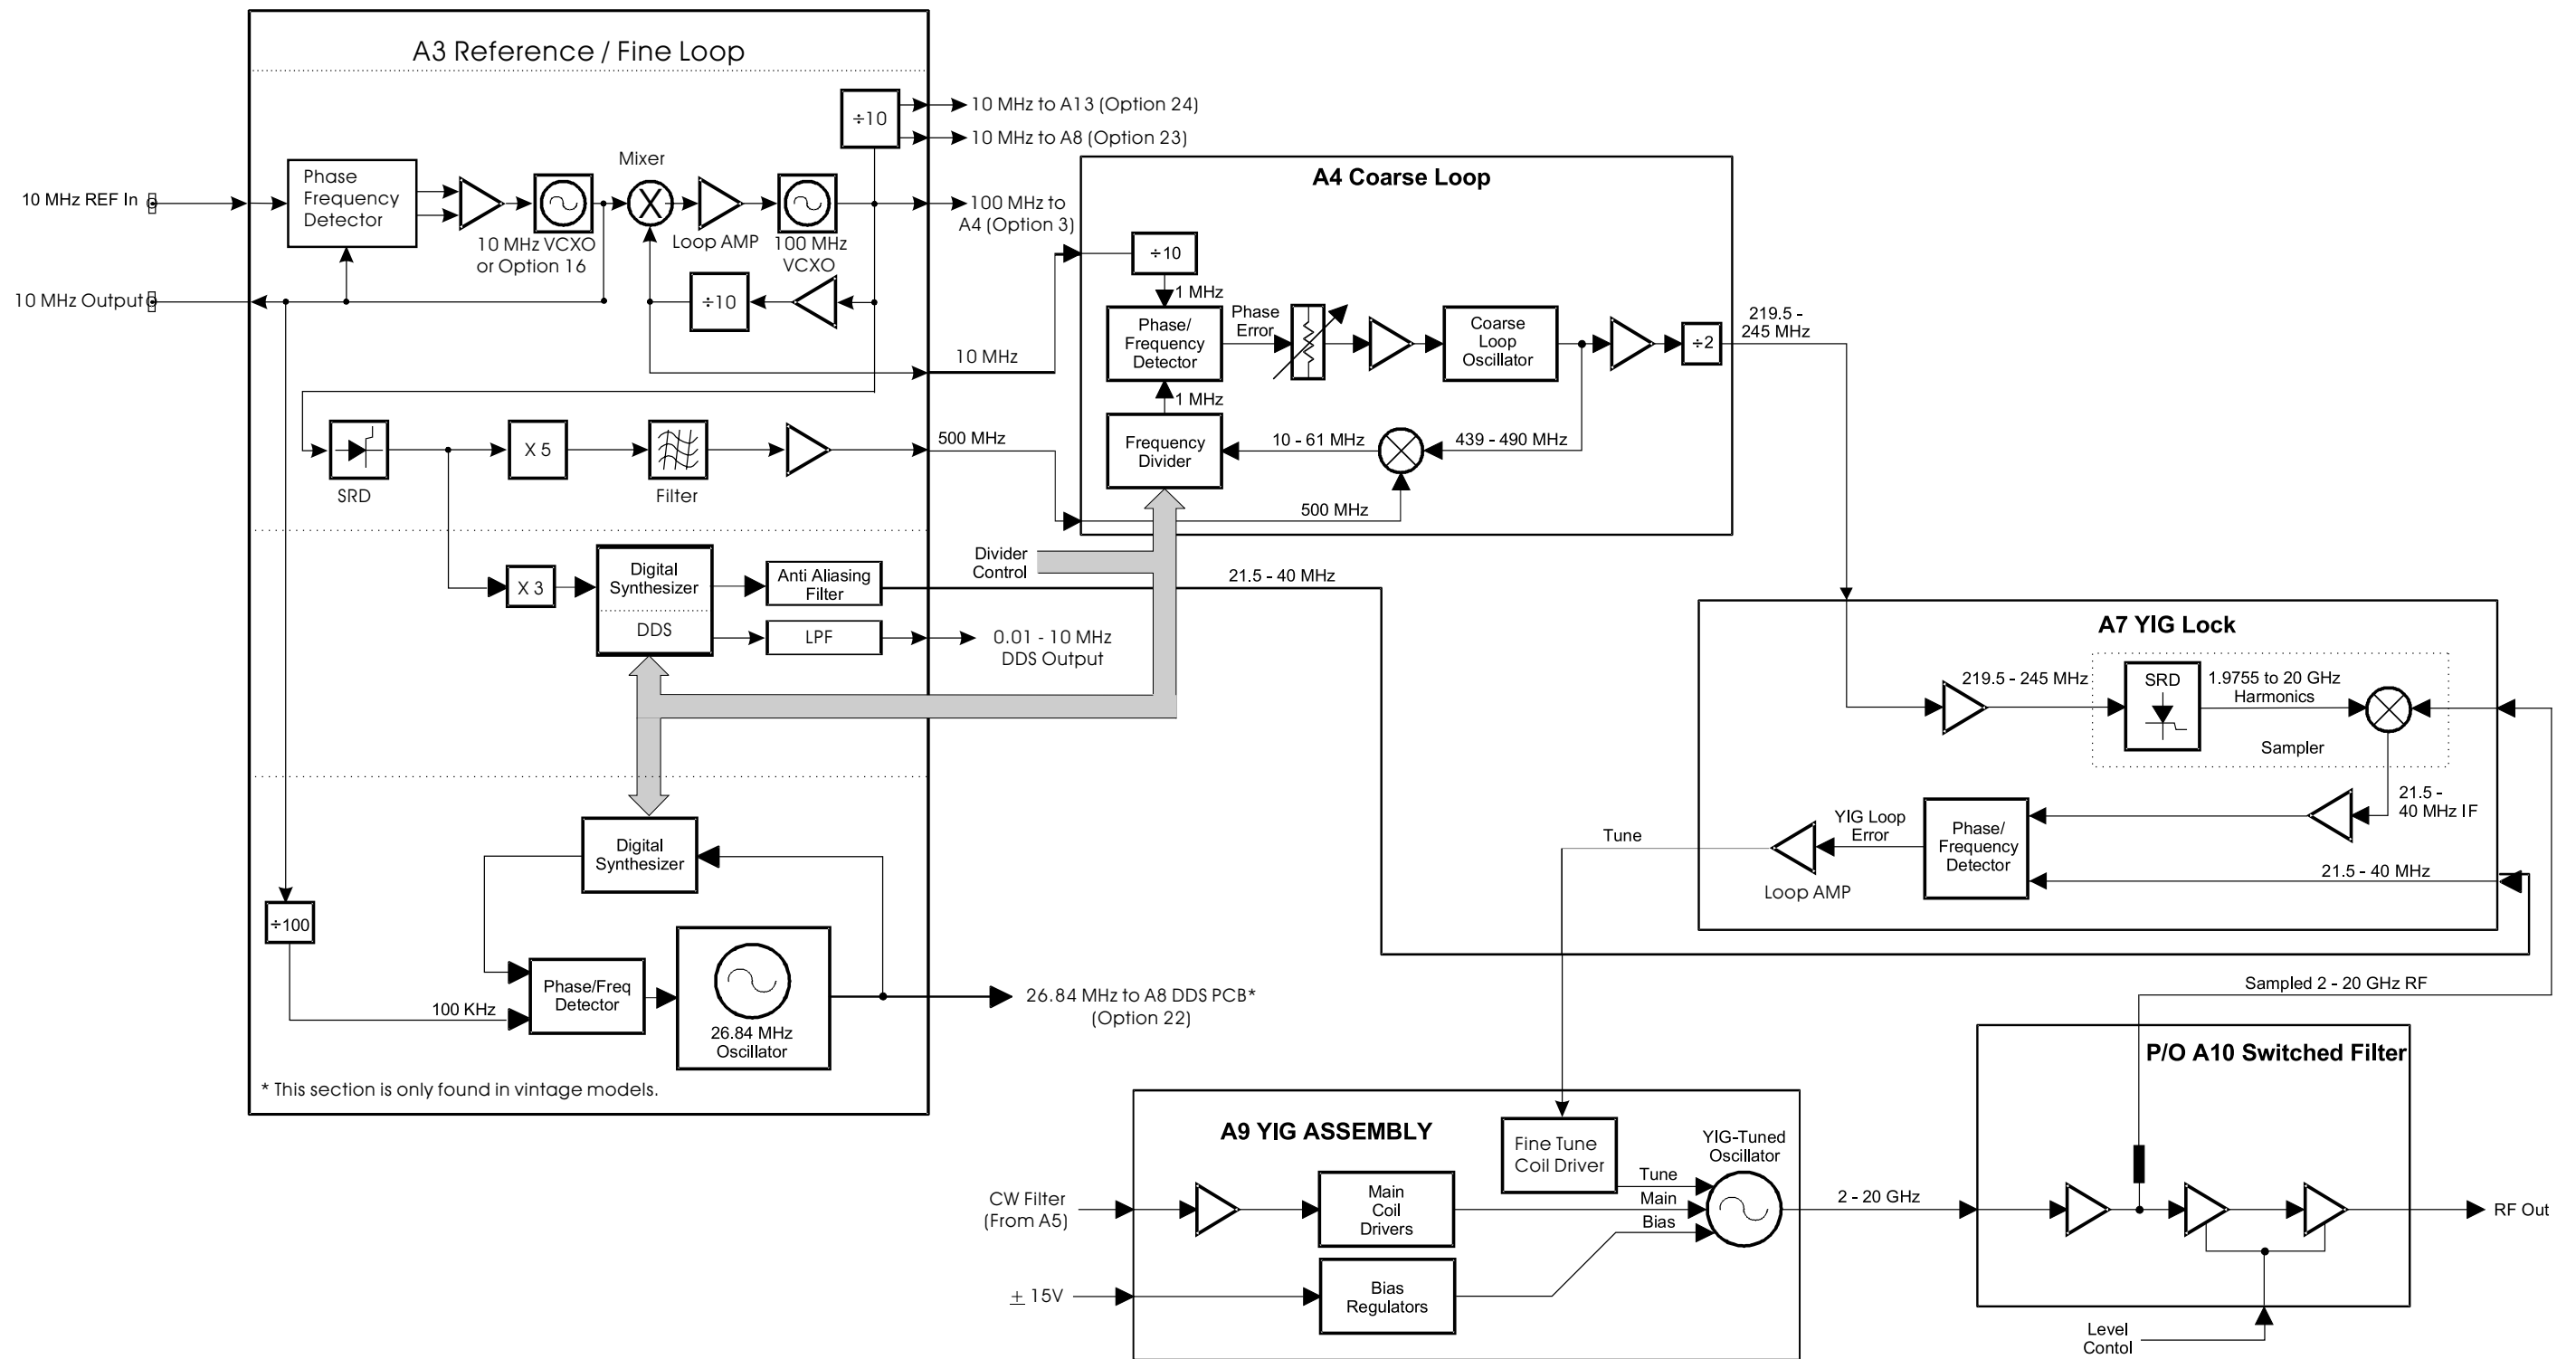 A3 Reference / Fine Loop
÷10
10 MHz to A13 (Option 24)
10 MHz to A8 (Option 23)
10 MHz REF In
Phase
Frequency
Detector
10 MHz VCXO
or Option 16
Mixer
X
Loop AMP
100 MHz
VCXO
100 MHz to
A4 (Option 3)
10 MHz Output
÷10
10 MHz
SRD
X 5
Filter
500 MHz
X 3
Digital
Synthesizer
DDS
Anti Aliasing
Filter
LPF
0.01 - 10 MHz
DDS Output
Divider
Control
21.5 - 40 MHz
Digital
Synthesizer
÷100
100 KHz
Phase/Freq
Detector
26.84 MHz
Oscillator
26.84 MHz to A8 DDS PCB*
(Option 22)
* This section is only found in vintage models.
A4 Coarse Loop
÷10
1 MHz
Phase/
Frequency
Detector
Phase
Error
Coarse
Loop
Oscillator
÷2
219.5 -
245 MHz
1 MHz
Frequency
Divider
10 - 61 MHz
439 - 490 MHz
500 MHz
A7 YIG Lock
219.5 - 245 MHz
SRD
1.9755 to 20 GHz
Harmonics
Sampler
21.5 -
40 MHz IF
Phase/
Frequency
Detector
YIG Loop
Error
Loop AMP
Tune
21.5 - 40 MHz
Sampled 2 - 20 GHz RF
A9 YIG ASSEMBLY
Fine Tune
Coil Driver
YIG-Tuned
Oscillator
Tune
Main
Bias
CW Filter
(From A5)
Main
Coil
Drivers
± 15V
Bias
Regulators
2 - 20 GHz
P/O A10 Switched Filter
RF Out
Level
Contol